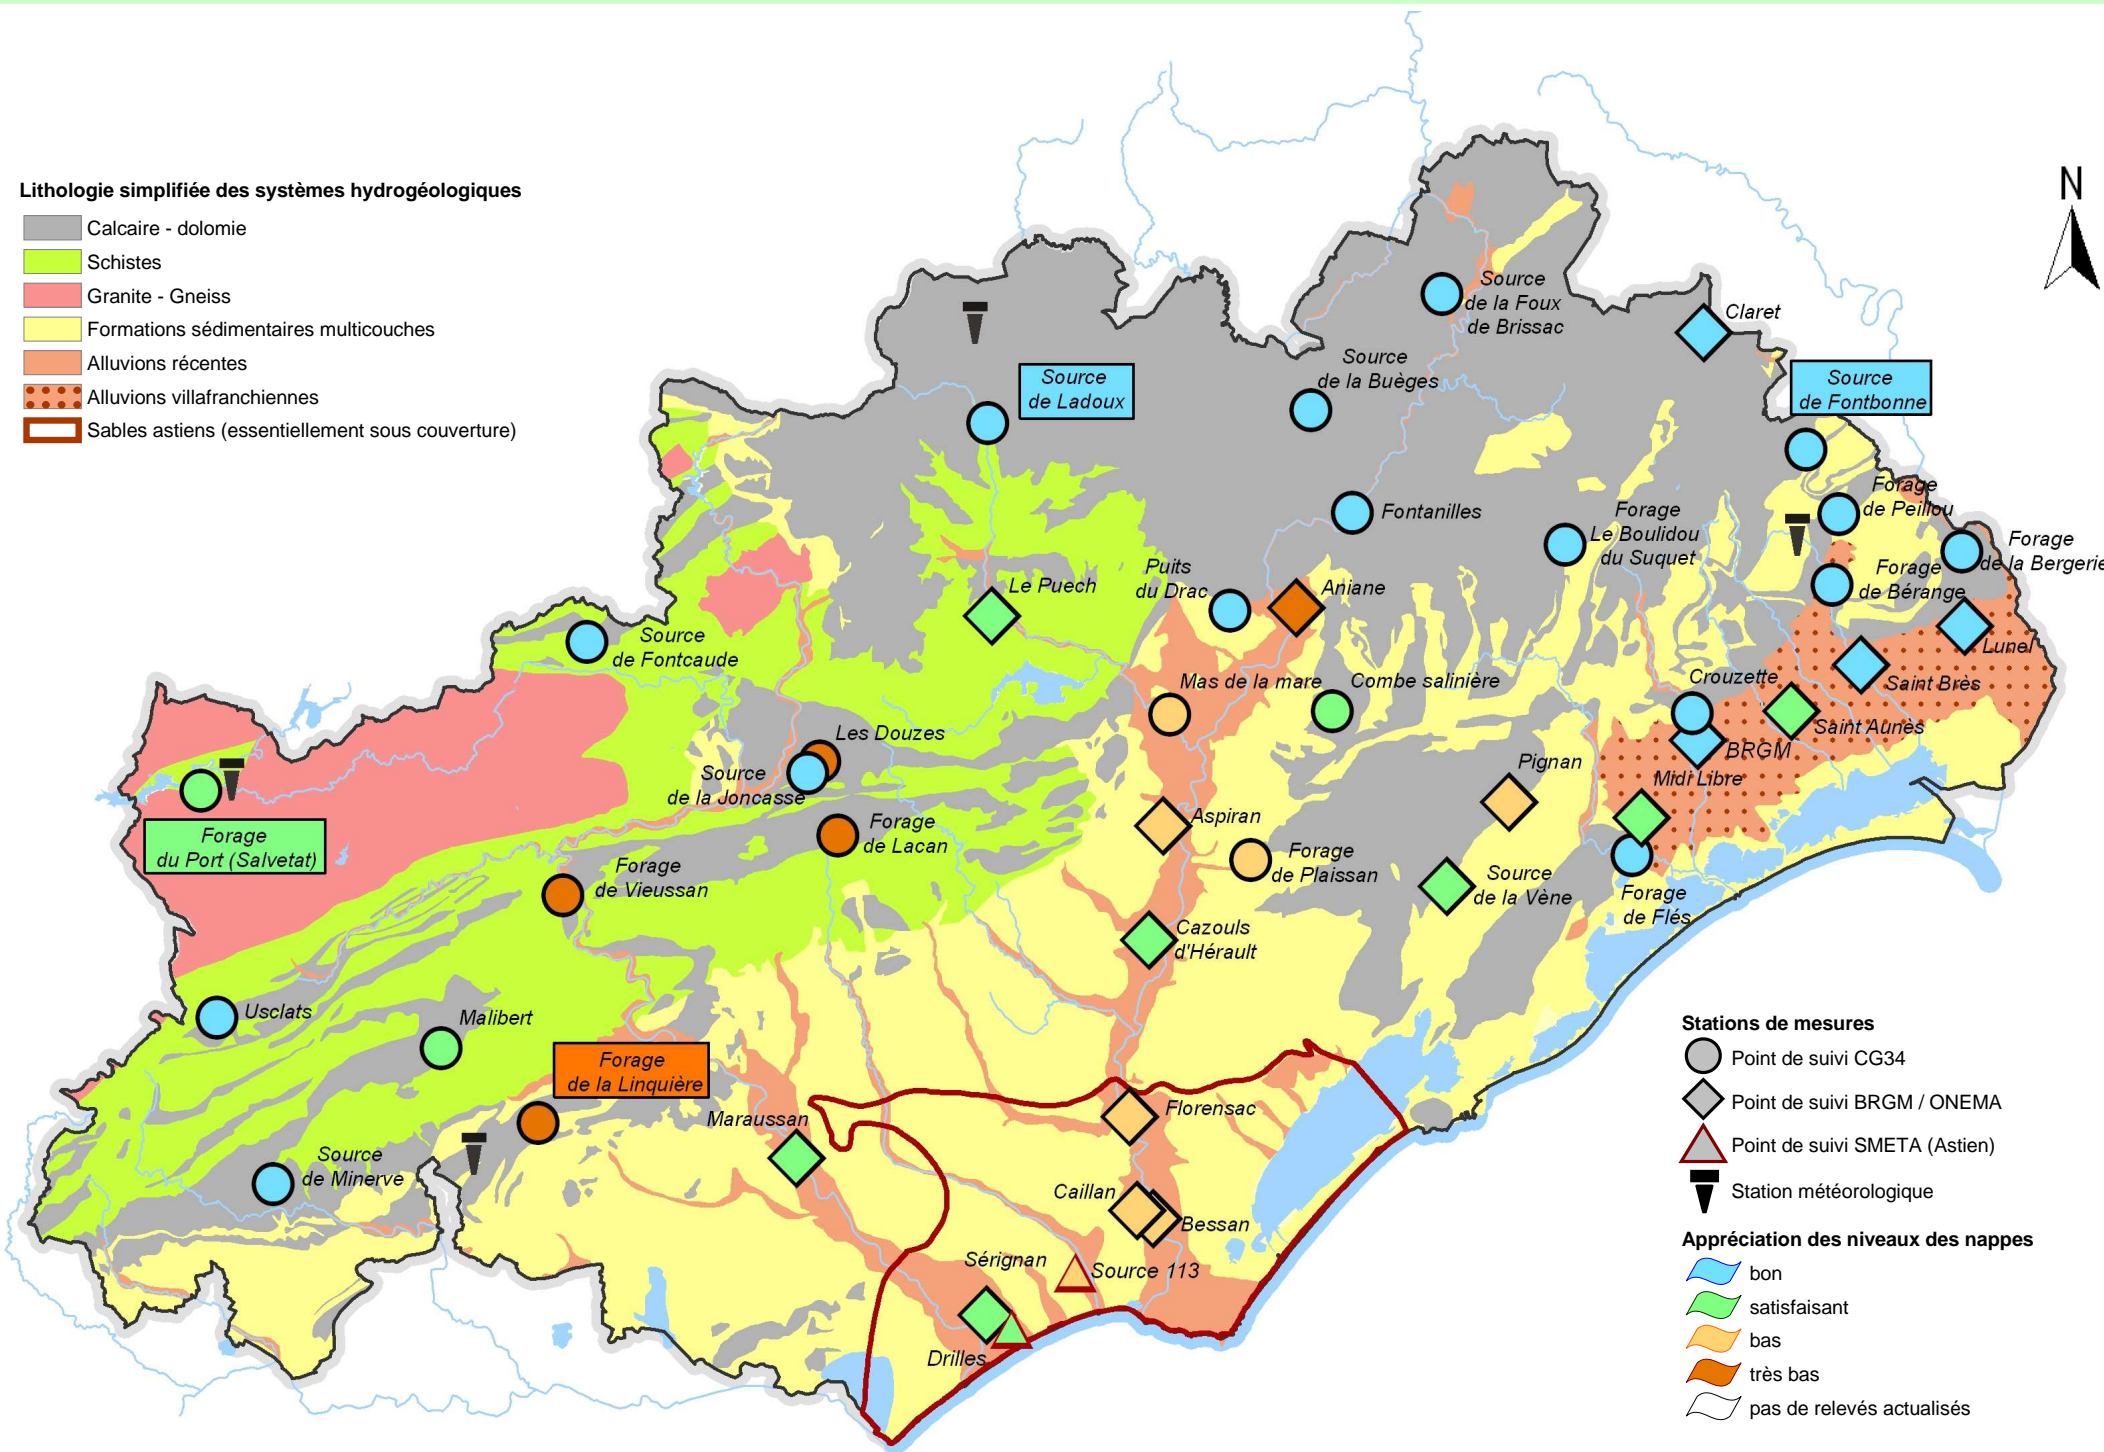 Lithologie simplifiée des systèmes hydrogéologiques
Calcaire - dolomie
Schistes
Granite - Gneiss
Formations sédimentaires multicouches
Alluvions récentes
Alluvions villafranchiennes
Sables astiens (essentiellement sous couverture)
N
Source
de la Foux
de Brissac
Claret
Source
de la Buèges
Source
de Ladoux
Source
de Fontbonne
Fontanilles
Forage
Le Boulidou
du Suquet
Forage
de Peillou
Forage
de la Bergerie
Forage
de Bérange
Puits
du Drac
Aniane
Le Puech
Source
de Fontcaude
Lunel
Saint Brès
Crouzette
Mas de la mare
Combe salinière
Saint Aunès
BRGM
Les Douzes
Source
de la Joncasse
Pignan
Midi Libre
Aspiran
Forage
de Lacan
Forage
du Port (Salvetat)
Forage
de Plaissan
Source
de la Vène
Forage
de Vieussan
Forage
de Flés
Cazouls
d'Hérault
Usclats
Malibert
Forage
de la Linquière
Maraussan
Florensac
Source
de Minerve
Caillan
Bessan
Sérignan
Source 113
Drilles
Stations de mesures
Point de suivi CG34
Point de suivi BRGM / ONEMA
Point de suivi SMETA (Astien)
Station météorologique
Appréciation des niveaux des nappes
bon
satisfaisant
bas
très bas
pas de relevés actualisés